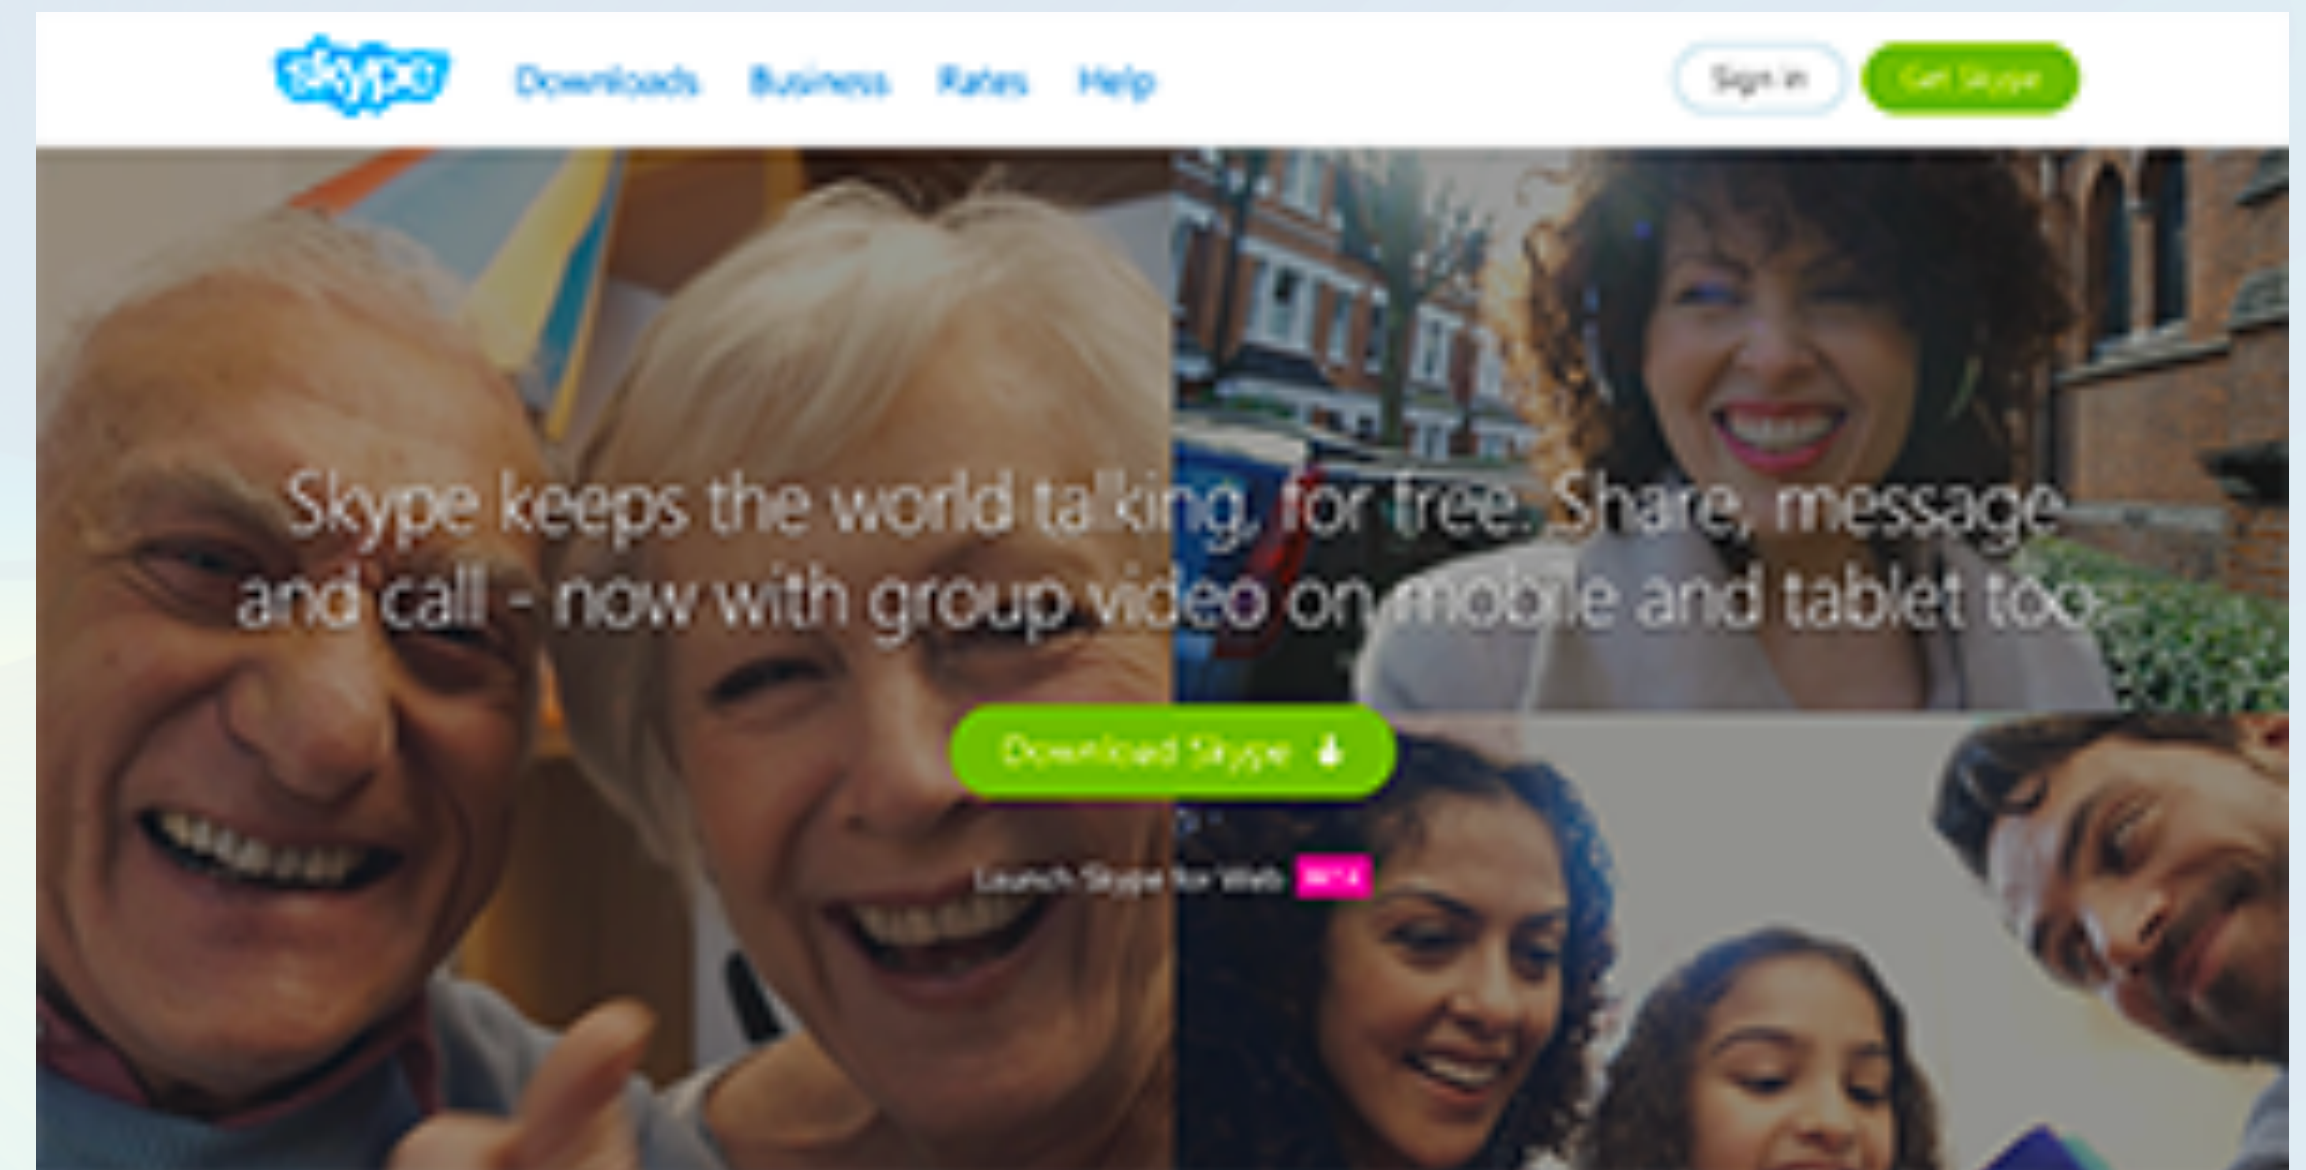 skype Downloads Business Rates Help Sign in Get Skype
Skype keeps the world talking, for free. Share, message
and call - now with group video on mobile and tablet too.
Download Skype
Launch Skype for Web BETA